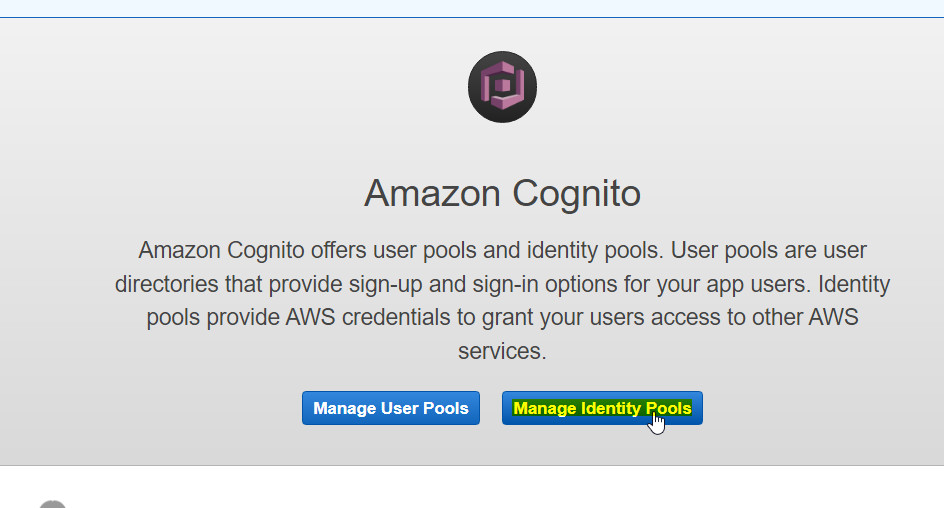 Amazon Cognito
Amazon Cognito offers user pools and identity pools. User pools are user
directories that provide sign-up and sign-in options for your app users. Identity
pools provide AWS credentials to grant your users access to other AWS
services.
Manage User Pools
Manage Identity Pools